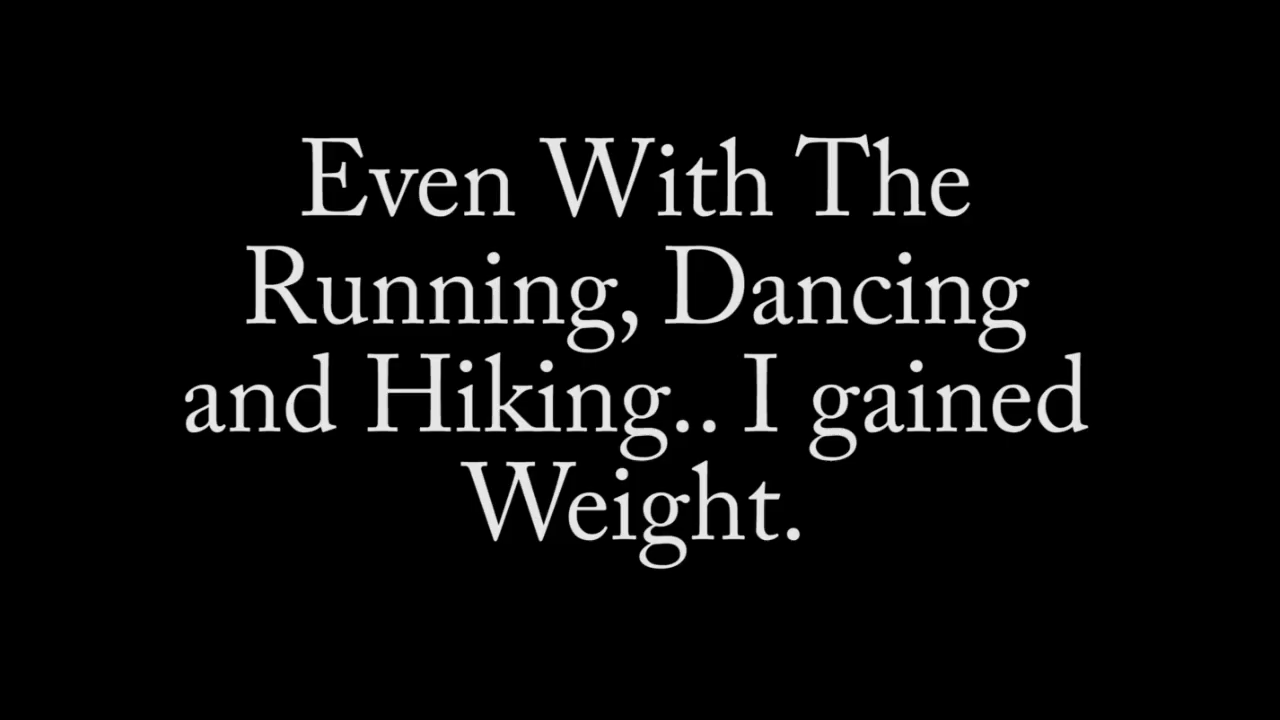 Even With The
Running, Dancing
and Hiking.. I gained
Weight.